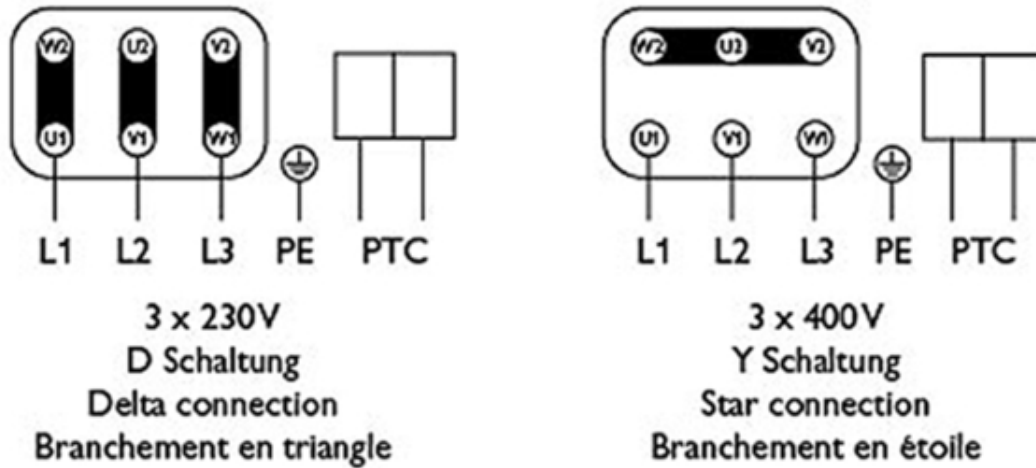 W2 U2 V2
U1 V1 W1
L1 L2 L3 PE PTC
3 x 230V
D Schaltung
Delta connection
Branchement en triangle
W2 U2 V2
U1 V1 W1
L1 L2 L3 PE PTC
3 x 400V
Y Schaltung
Star connection
Branchement en étoile